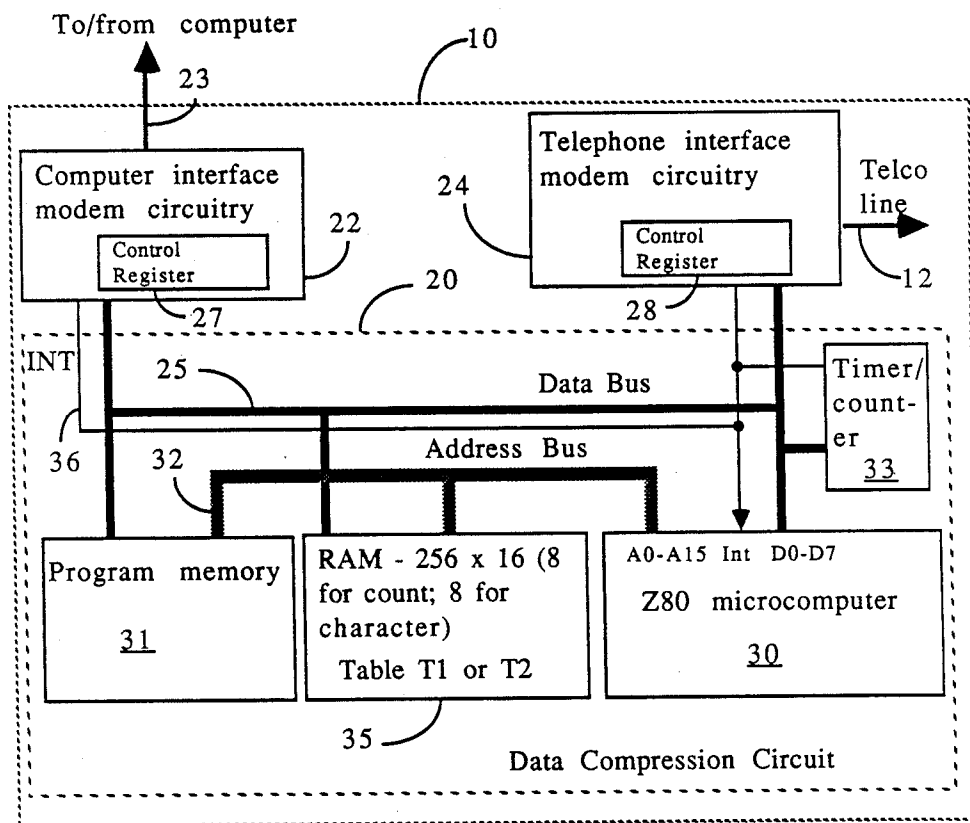 To/from computer
10
23
Computer interface
modem circuitry
Control
Register
22
27
Telephone interface
modem circuitry
Control
Register
24
28
Telco
line
12
20
INT
25
Data Bus
Timer/
count-
er
33
36
32
Address Bus
Program memory
31
RAM - 256 x 16 (8
for count; 8 for
character)
Table T1 or T2
35
A0-A15 Int D0-D7
Z80 microcomputer
30
Data Compression Circuit